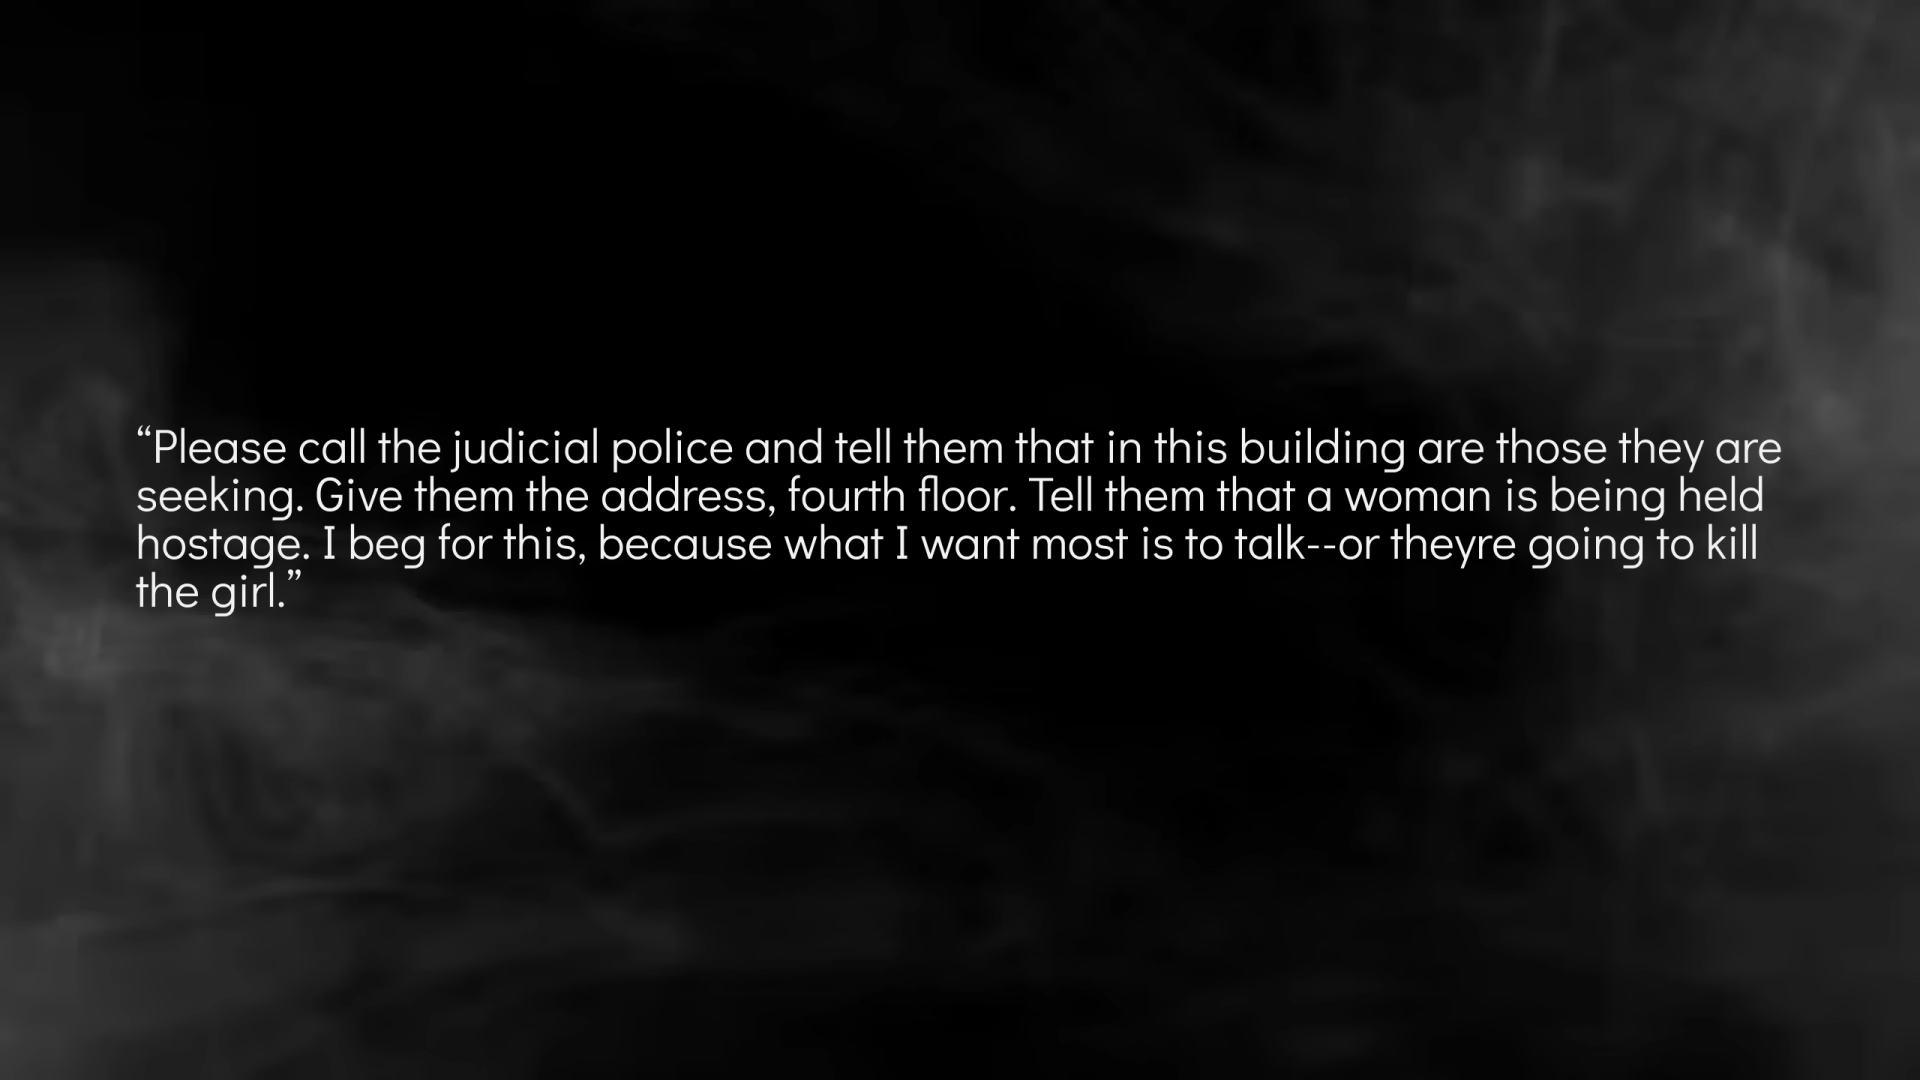 “Please call the judicial police and tell them that in this building are those they are
seeking. Give them the address, fourth floor. Tell them that a woman is being held
hostage. I beg for this, because what I want most is to talk--or theyre going to kill
the girl.”